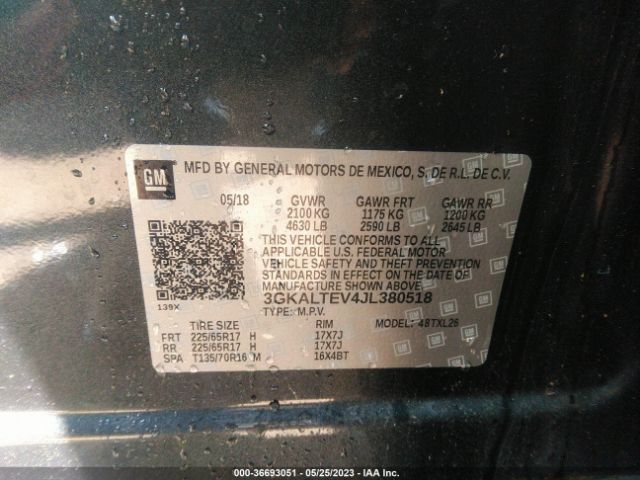 GM
MFD BY GENERAL MOTORS DE MEXICO, S, DE R.L. DE C.V.
05/18 GVWR GAWR FRT GAWR RR
2100 KG 1175 KG 1200 KG
4630 LB 2590 LB 2645 LB
THIS VEHICLE CONFORMS TO ALL
APPLICABLE U.S. FEDERAL MOTOR
VEHICLE SAFETY AND THEFT PREVENTION
STANDARDS IN EFFECT ON THE DATE OF
MANUFACTURE SHOWN ABOVE.
3GKALTEV4JL380518
139X TYPE: M.P.V.
TIRE SIZE RIM MODEL: 48TXL26
FRT 225/65R17 H 17X7J
RR 225/65R17 H 17X7J
SPA T135/70R16 M 16X4BT
000-36693051 - 05/25/2023 - IAA Inc.